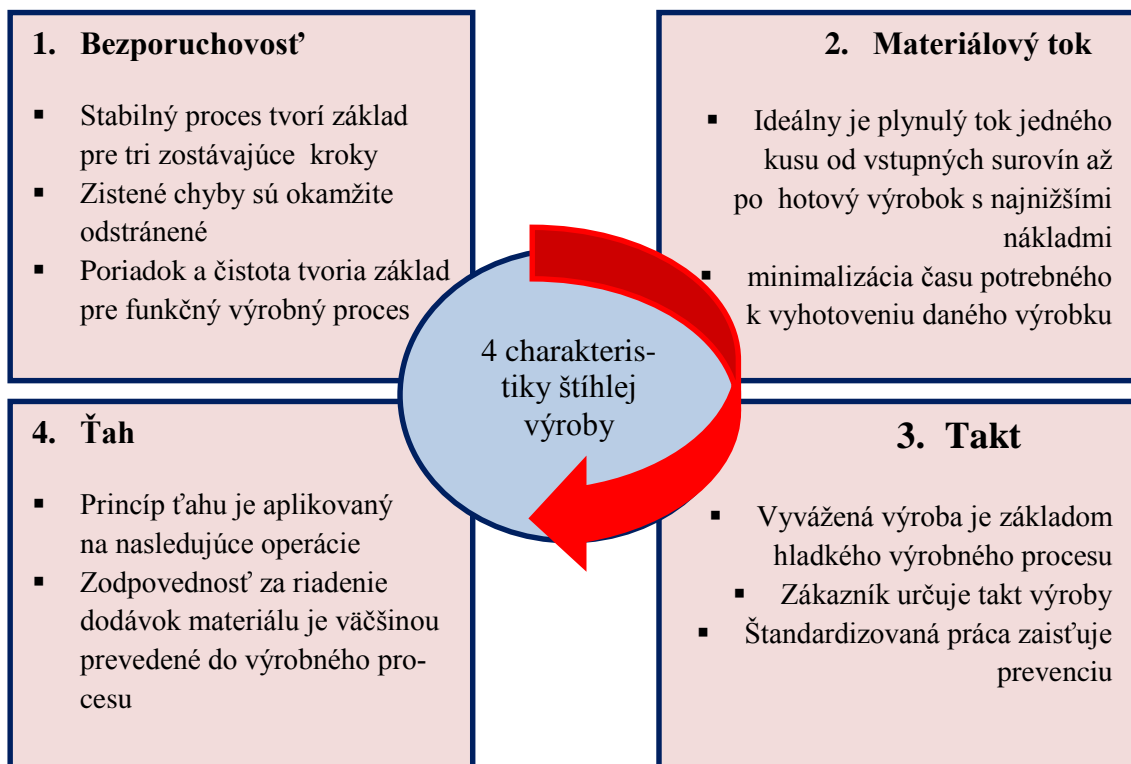 1. Bezporuchovosť
▪ Stabilný proces tvorí základ
pre tri zostávajúce kroky
▪ Zistené chyby sú okamžite
odstránené
▪ Poriadok a čistota tvoria základ
pre funkčný výrobný proces
2. Materiálový tok
▪ Ideálny je plynulý tok jedného
kusu od vstupných surovín až
po hotový výrobok s najnižšími
nákladmi
▪ minimalizácia času potrebného
k vyhotoveniu daného výrobku
4 charakteris-
tiky štíhlej
výroby
4. Ťah
▪ Princíp ťahu je aplikovaný
na nasledujúce operácie
▪ Zodpovednosť za riadenie
dodávok materiálu je väčšinou
prevedené do výrobného pro-
cesu
3. Takt
▪ Vyvážená výroba je základom
hladkého výrobného procesu
▪ Zákazník určuje takt výroby
▪ Štandardizovaná práca zaisťuje
prevenciu